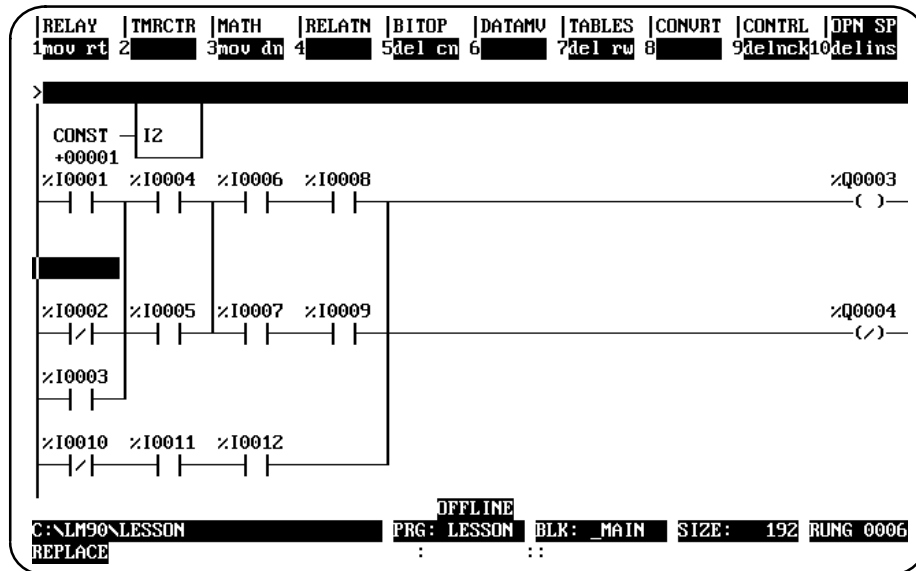 |RELAY |TMRCTR |MATH |RELATN |BITOP |DATAMV |TABLES |CONVRT |CONTRL |OPN SP
1mov rt 2 3mov dn 4 5del cn 6 7del rw 8 9delnck10delins
>
CONST I2
+00001
%I0001 %I0004 %I0006 %I0008 %Q0003
( )
%I0002 %I0005 %I0007 %I0009 %Q0004
(/)
%I0003
%I0010 %I0011 %I0012
OFFLINE
C:\LM90\LESSON PRG: LESSON BLK: _MAIN SIZE: 192 RUNG 0006
REPLACE : ::